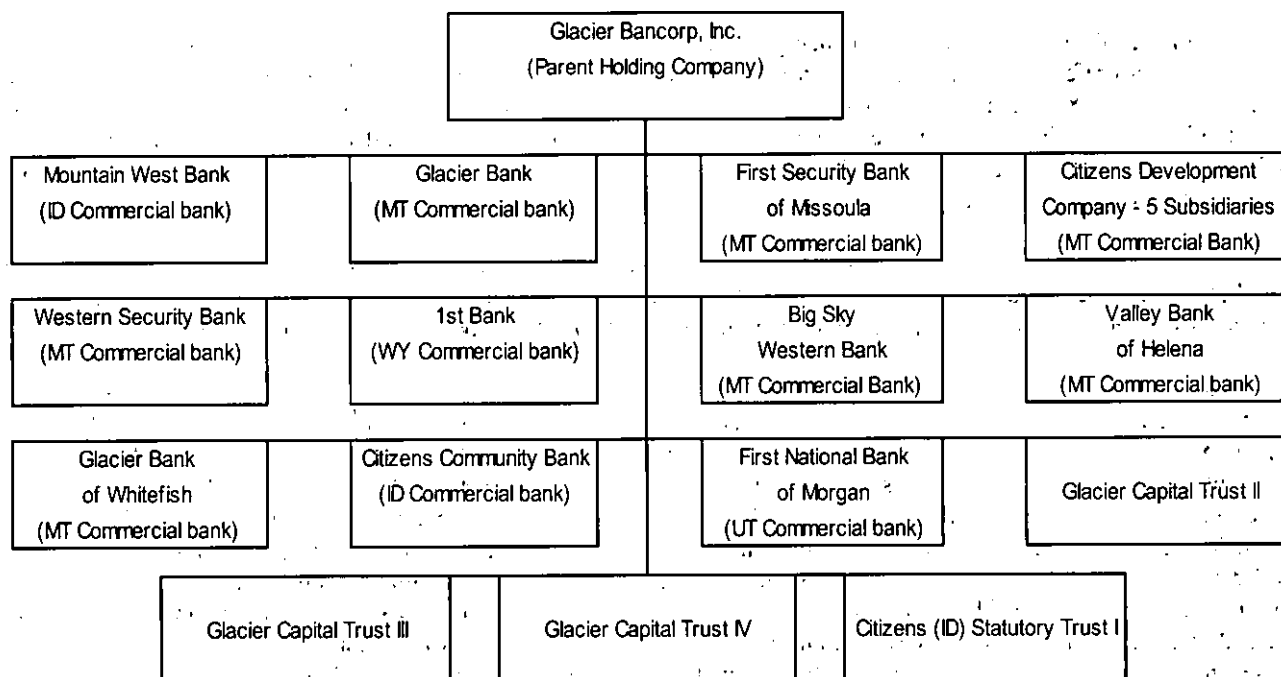 Glacier Bancorp, Inc.
(Parent Holding Company)
Mountain West Bank
(ID Commercial bank)
Glacier Bank
(MT Commercial bank)
First Security Bank
of Missoula
(MT Commercial bank)
Citizens Development
Company - 5 Subsidiaries
(MT Commercial Bank)
Western Security Bank
(MT Commercial bank)
1st Bank
(WY Commercial bank)
Big Sky
Western Bank
(MT Commercial Bank)
Valley Bank
of Helena
(MT Commercial bank)
Glacier Bank
of Whitefish
(MT Commercial bank)
Citizens Community Bank
(ID Commercial bank)
First National Bank
of Morgan
(UT Commercial bank)
Glacier Capital Trust II
Glacier Capital Trust III
Glacier Capital Trust IV
Citizens (ID) Statutory Trust I